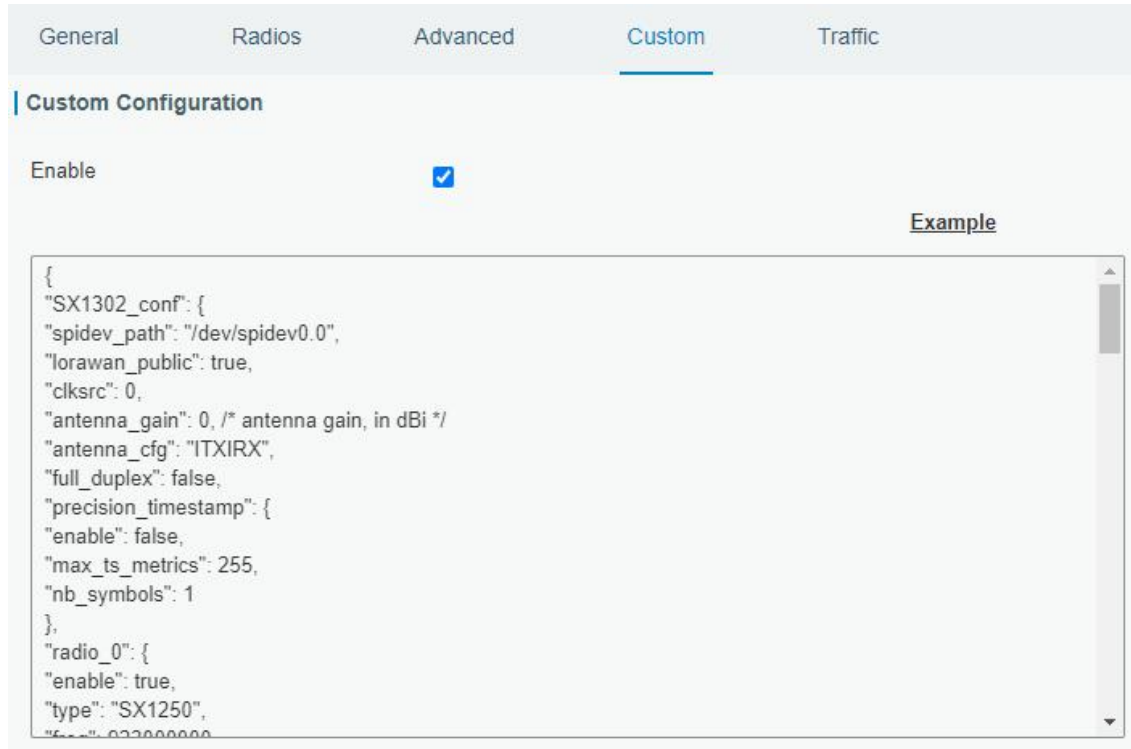 General Radios Advanced Custom Traffic
Custom Configuration
Enable
Example
{
"SX1302_conf": {
"spidev_path": "/dev/spidev0.0",
"lorawan_public": true,
"clksrc": 0,
"antenna_gain": 0, /* antenna gain, in dBi */
"antenna_cfg": "ITXIRX",
"full_duplex": false,
"precision_timestamp": {
"enable": false,
"max_ts_metrics": 255,
"nb_symbols": 1
},
"radio_0": {
"enable": true,
"type": "SX1250",